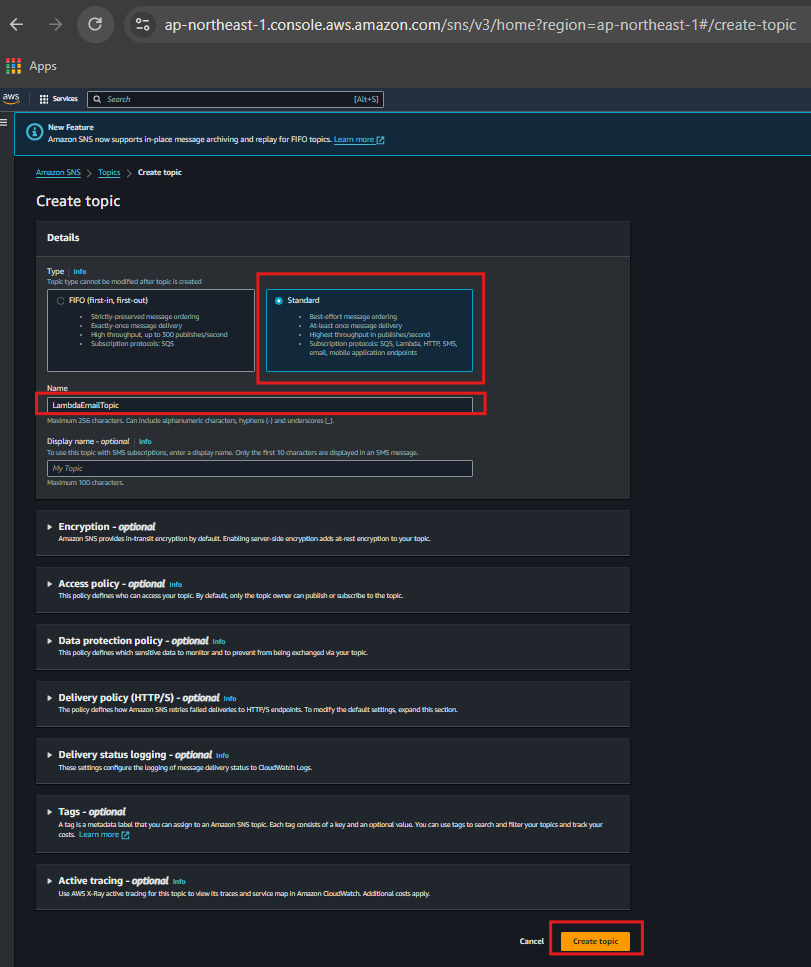 ap-northeast-1.console.aws.amazon.com/sns/v3/home?region=ap-northeast-1#/create-topic
Apps
aws
Services
Search
[Alt+S]
New Feature
Amazon SNS now supports in-place message archiving and replay for FIFO topics. Learn more
Amazon SNS > Topics > Create topic
Create topic
Details
Type | Info
Topic type cannot be modified after topic is created
FIFO (first-in, first-out)
• Strictly-preserved message ordering
• Exactly-once message delivery
• High throughput, up to 300 publishes/second
• Subscription protocols: SQS
Standard
• Best-effort message ordering
• At-least once message delivery
• Highest throughput in publishes/second
• Subscription protocols: SQS, Lambda, HTTP, SMS,
email, mobile application endpoints
Name
LambdaEmailTopic
Maximum 256 characters. Can include alphanumeric characters, hyphens (-) and underscores (_).
Display name - optional | Info
To use this topic with SMS subscriptions, enter a display name. Only the first 10 characters are displayed in an SMS message.
My Topic
Maximum 100 characters.
Encryption - optional
Amazon SNS provides in-transit encryption by default. Enabling server-side encryption adds at-rest encryption to your topic.
Access policy - optional Info
This policy defines who can access your topic. By default, only the topic owner can publish or subscribe to the topic.
Data protection policy - optional Info
This policy defines which sensitive data to monitor and to prevent from being exchanged via your topic.
Delivery policy (HTTP/S) - optional Info
The policy defines how Amazon SNS retries failed deliveries to HTTP/S endpoints. To modify the default settings, expand this section.
Delivery status logging - optional Info
These settings configure the logging of message delivery status to CloudWatch Logs.
Tags - optional
A tag is a metadata label that you can assign to an Amazon SNS topic. Each tag consists of a key and an optional value. You can use tags to search and filter your topics and track your
costs. Learn more
Active tracing - optional Info
Use AWS X-Ray active tracing for this topic to view its traces and service map in Amazon CloudWatch. Additional costs apply.
Cancel
Create topic